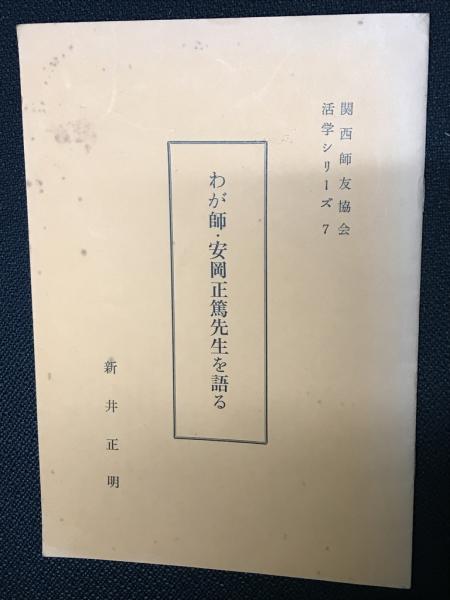 関西師友協会
活学シリーズ 7
わが師・安岡正篤先生を語る
新井正明